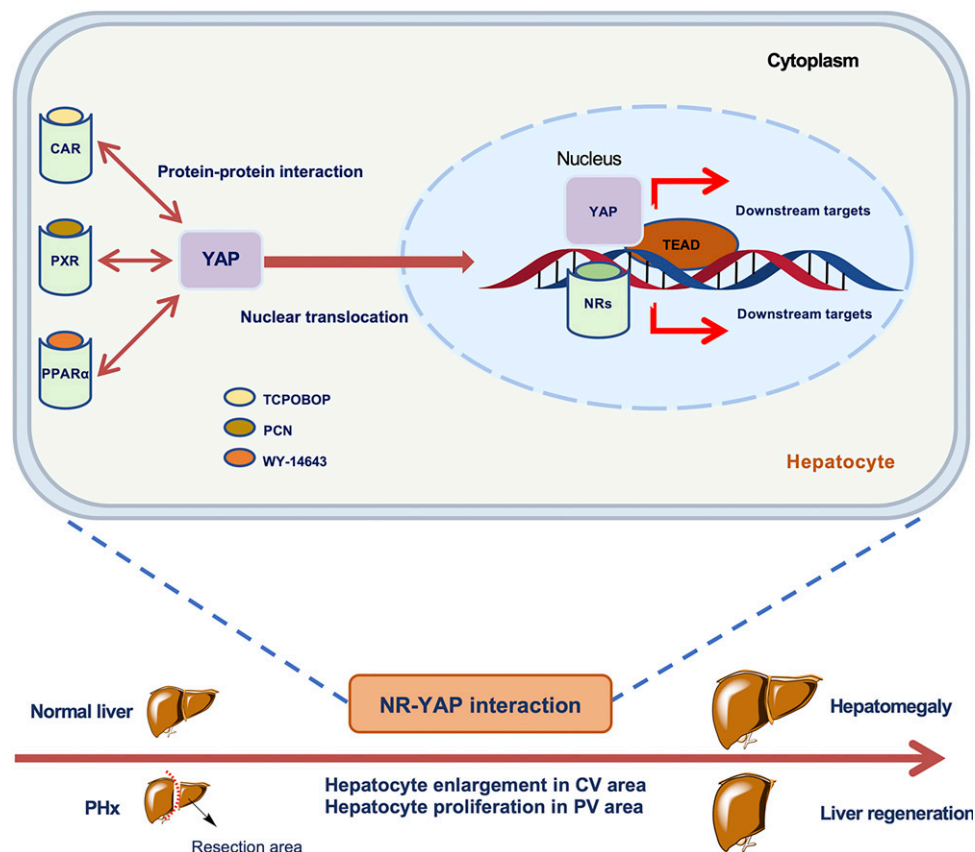 Cytoplasm
CAR
Protein-protein interaction
Nucleus
YAP
Downstream targets
PXR
YAP
TEAD
NRs
Nuclear translocation
Downstream targets
PPARα
TCPOBOP
PCN
WY-14643
Hepatocyte
Normal liver
NR-YAP interaction
Hepatomegaly
PHx
Hepatocyte enlargement in CV area
Hepatocyte proliferation in PV area
Liver regeneration
Resection area